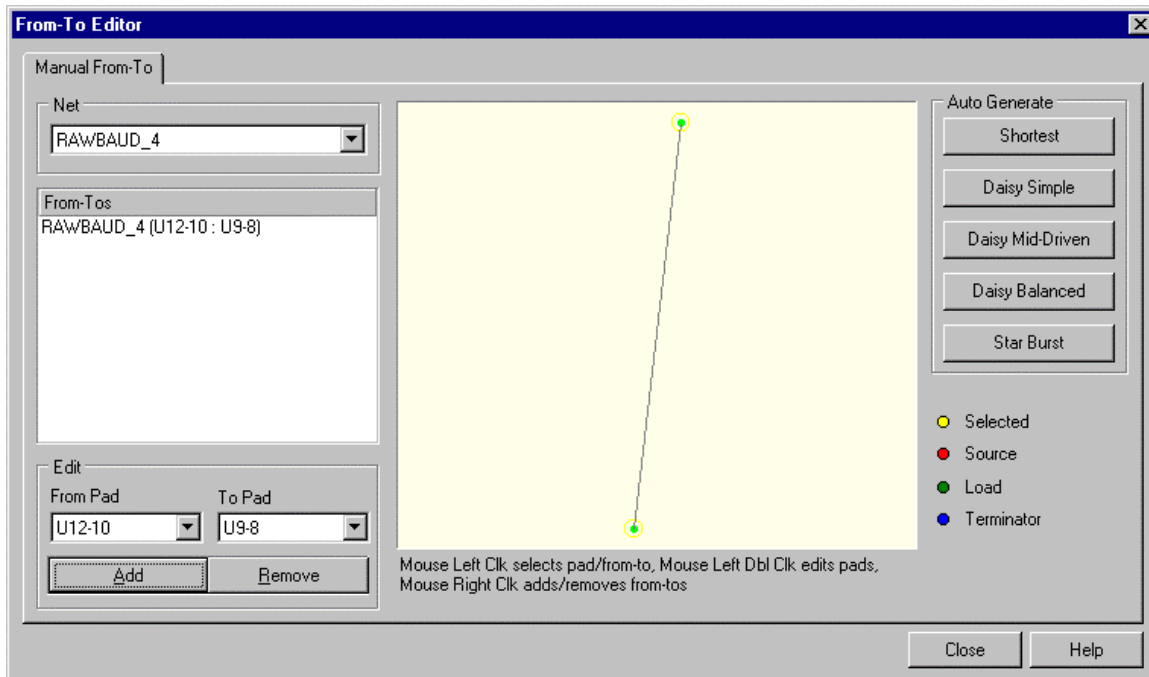 From-To Editor
Manual From-To
Net
RAWBAUD_4
From-Tos
RAWBAUD_4 (U12-10 : U9-8)
Edit
From Pad
To Pad
U12-10
U9-8
Add
Remove
Mouse Left Clk selects pad/from-to, Mouse Left Dbl Clk edits pads,
Mouse Right Clk adds/removes from-tos
Auto Generate
Shortest
Daisy Simple
Daisy Mid-Driven
Daisy Balanced
Star Burst
Selected
Source
Load
Terminator
Close
Help